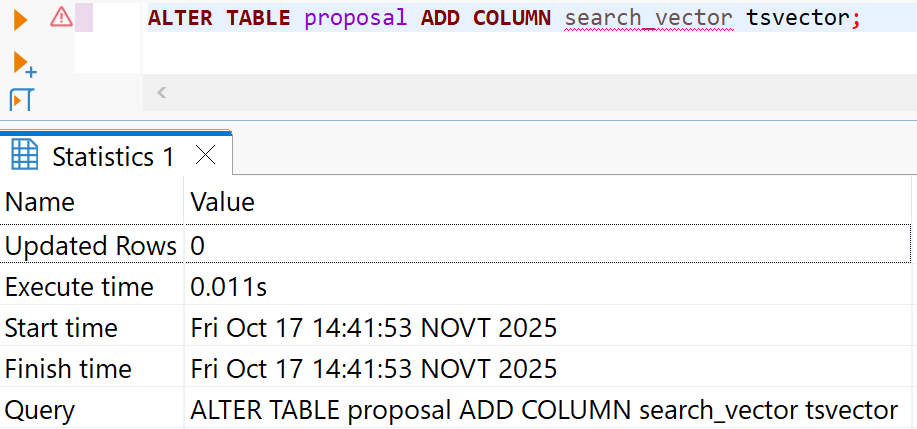 ALTER TABLE proposal ADD COLUMN search_vector tsvector;
Statistics 1
Name Value
Updated Rows 0
Execute time 0.011s
Start time Fri Oct 17 14:41:53 NOVT 2025
Finish time Fri Oct 17 14:41:53 NOVT 2025
Query ALTER TABLE proposal ADD COLUMN search_vector tsvector